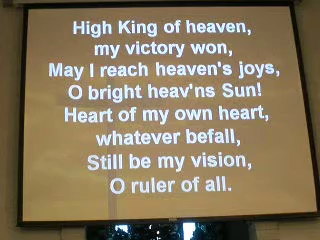 High King of heaven,
my victory won,
May I reach heaven's joys,
O bright heav'ns Sun!
Heart of my own heart,
whatever befall,
Still be my vision,
O ruler of all.